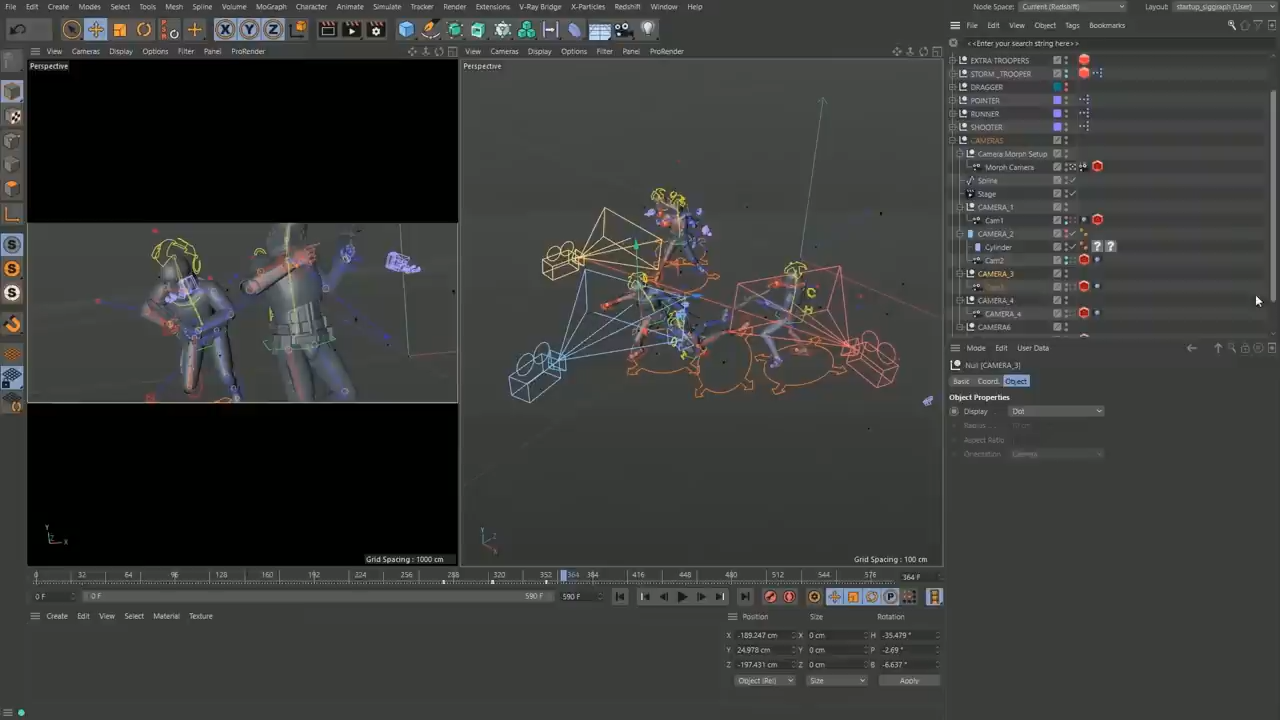 File Edit Create Modes Select Tools Mesh Spline Volume MoGraph Character Animate Simulate Tracker Render Extensions V-Ray Bridge X-Particles Redshift Window Help Node Space: Current (Redshift) Layout: startup_siggraph (User)
File Edit View Object Tags Bookmarks
<<Enter your search string here>>
View Cameras Display Options Filter Panel ProRender
View Cameras Display Options Filter Panel ProRender
Perspective
Perspective
EXTRA TROOPERS
STORM_TROOPER
DRAGGER
POINTER
RUNNER
SHOOTER
CAMERAS
Camera Morph Setup
Morph Camera
Spline
Stage
CAMERA_1
Cam1
CAMERA_2
Cylinder
Cam2
CAMERA_3
CAMERA_4
CAMERA_4
CAMERA6
Mode Edit User Data
Null [CAMERA_3]
Basic Coord. Object
Object Properties
Display Dot
Radius 10 cm
Aspect Ratio
Orientation Camera
Y
X
Grid Spacing : 1000 cm
Grid Spacing : 100 cm
0 32 64 96 128 160 192 224 256 288 320 352 364 384 416 448 480 512 544 576 364 F
0 F 0 F 590 F 590 F
Create Edit View Select Material Texture
Position Size Rotation
X -189.247 cm X 0 cm H -35.479 °
Y 24.978 cm Y 0 cm P -2.69 °
Z -197.431 cm Z 0 cm B -6.637 °
Object (Rel) Size Apply